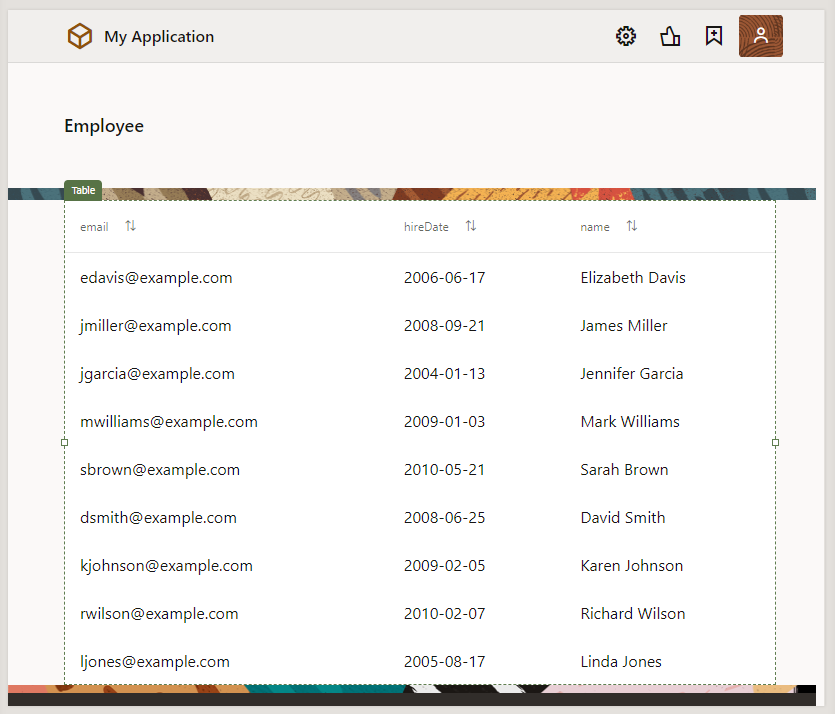 My Application
Employee
Table
email hireDate name
edavis@example.com 2006-06-17 Elizabeth Davis
jmiller@example.com 2008-09-21 James Miller
jgarcia@example.com 2004-01-13 Jennifer Garcia
mwilliams@example.com 2009-01-03 Mark Williams
sbrown@example.com 2010-05-21 Sarah Brown
dsmith@example.com 2008-06-25 David Smith
kjohnson@example.com 2009-02-05 Karen Johnson
rwilson@example.com 2010-02-07 Richard Wilson
ljones@example.com 2005-08-17 Linda Jones